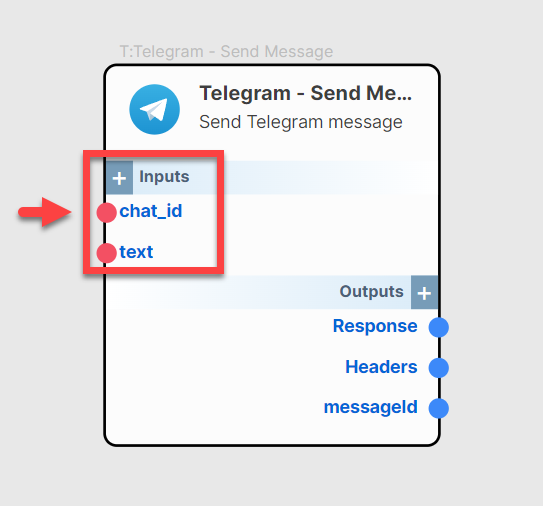 T:Telegram - Send Message
Telegram - Send Me...
Send Telegram message
+ Inputs
chat_id
text
Outputs +
Response
Headers
messageId